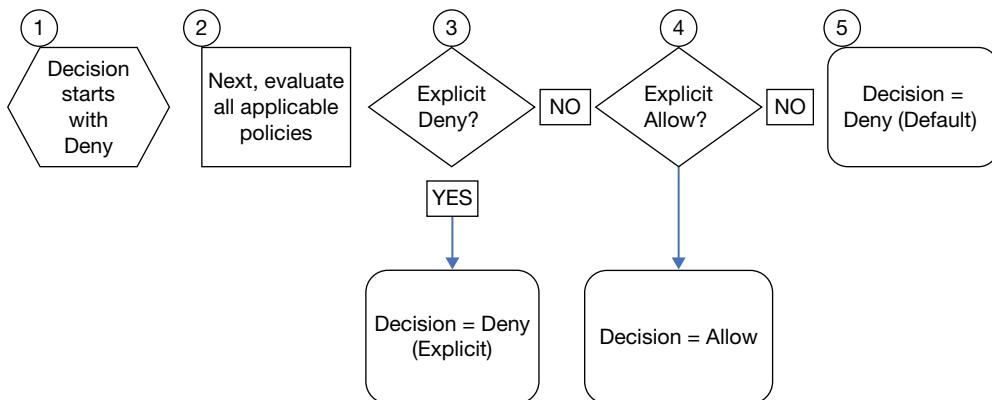 1
Decision
starts
with
Deny
2
Next, evaluate
all applicable
policies
3
Explicit
Deny?
NO
YES
Decision = Deny
(Explicit)
4
Explicit
Allow?
NO
Decision = Allow
5
Decision =
Deny (Default)